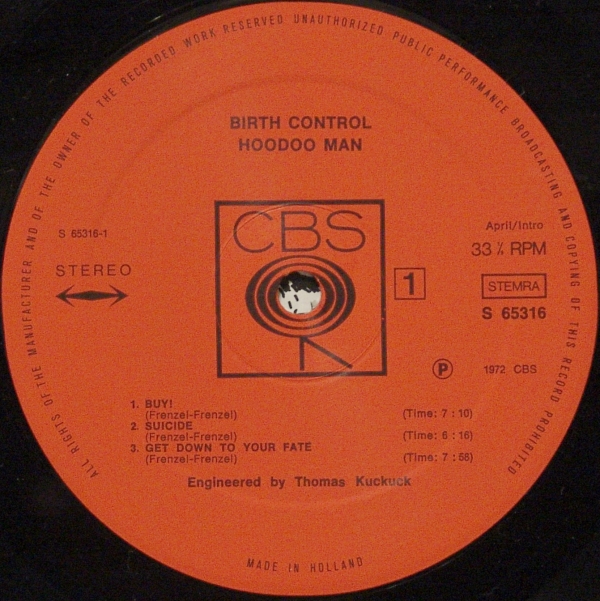 ALL RIGHTS OF THE MANUFACTURER AND OF THE OWNER OF THE RECORDED WORK RESERVED UNAUTHORIZED PUBLIC PERFORMANCE BROADCASTING AND COPYING OF THIS RECORD PROHIBITED
BIRTH CONTROL
HOODOO MAN
S 65316-1
STEREO
CBS
1
April/Intro
33 ⅓ RPM
STEMRA
S 65316
Ⓟ 1972 CBS
1. BUY!
(Frenzel-Frenzel) (Time: 7 : 10)
2. SUICIDE
(Frenzel-Frenzel) (Time: 6 : 16)
3. GET DOWN TO YOUR FATE
(Frenzel-Frenzel) (Time: 7 : 56)
Engineered by Thomas Kuckuck
MADE IN HOLLAND